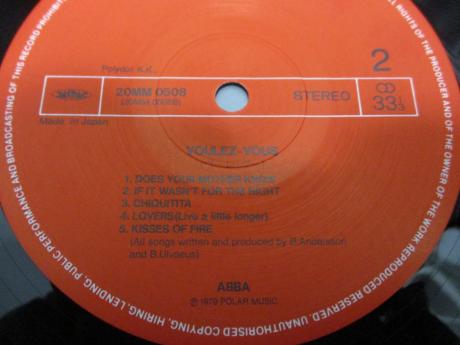 Polydor K.K.
2
20MM 0508
STEREO
33⅓
Made in Japan
VOULEZ-VOUS
1. DOES YOUR MOTHER KNOW
2. IF IT WASN'T FOR THE NIGHT
3. CHIQUITITA
4. LOVERS(Live a little longer)
5. KISSES OF FIRE
(All songs written and produced by B.Andersson
and B.Ulvaeus)
ABBA
Ⓟ 1979 POLAR MUSIC
ALL RIGHTS OF THE PRODUCER AND OF THE OWNER OF THE WORK REPRODUCED RESERVED. UNAUTHORISED COPYING, HIRING, LENDING, PUBLIC PERFORMANCE AND BROADCASTING OF THIS RECORD PROHIBITED